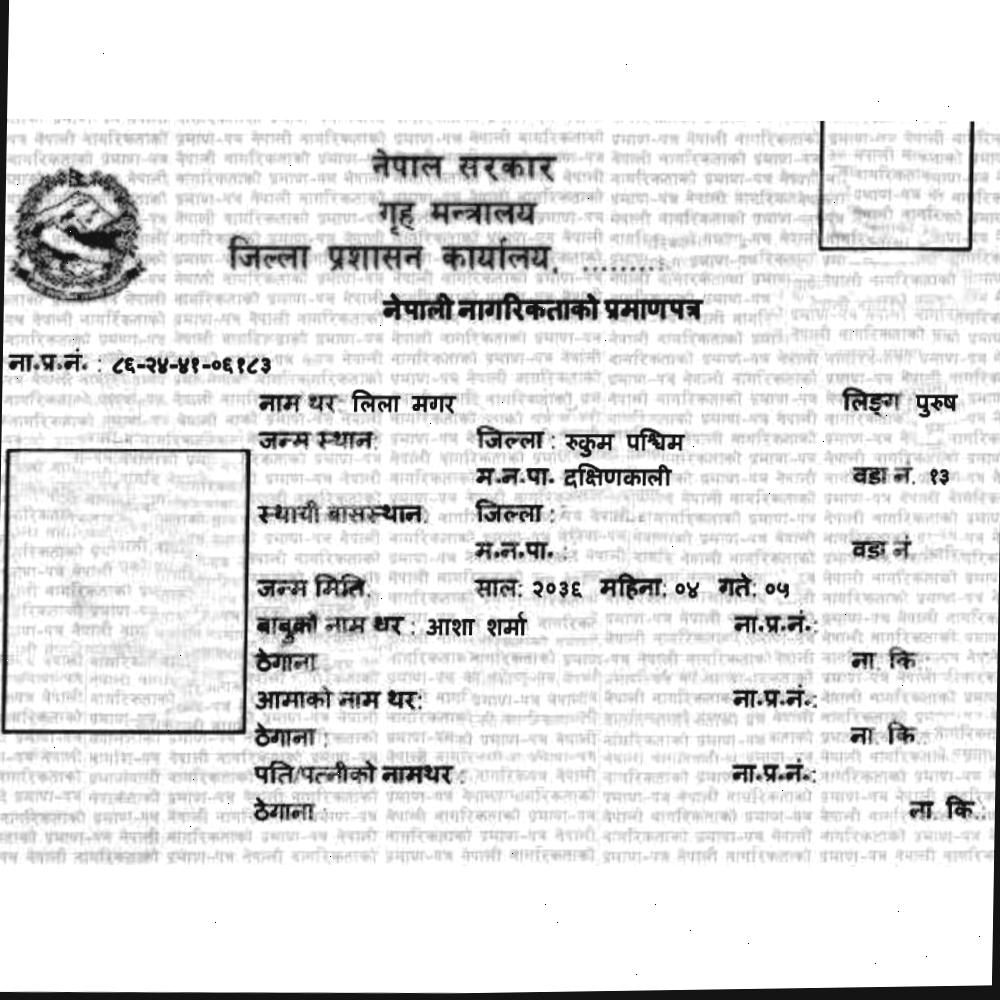 नेपाल सरकार
गृह मन्त्रालय
जिल्ला प्रशासन कार्यालय, .........
नेपाली नागरिकताको प्रमाणपत्र
ना.प्र.नं. : ८६-२४-४१-०६१८३
नाम थर: लिला मगर लिङ्ग पुरुष
जन्म स्थान: जिल्ला : रुकुम पश्चिम
म.न.पा. दक्षिणकाली वडा नं. १३
स्थायी बासस्थान: जिल्ला :
म.न.पा. : वडा नं.
जन्म मिति: साल: २०३६ महिना: ०४ गते: ०५
बाबुको नाम थर : आशा शर्मा ना.प्र.नं.:
ठेगाना ना. कि.:
आमाको नाम थर: ना.प्र.नं.:
ठेगाना : ना. कि.:
पति/पत्नीको नामथर : ना.प्र.नं.:
ठेगाना : ना. कि.: